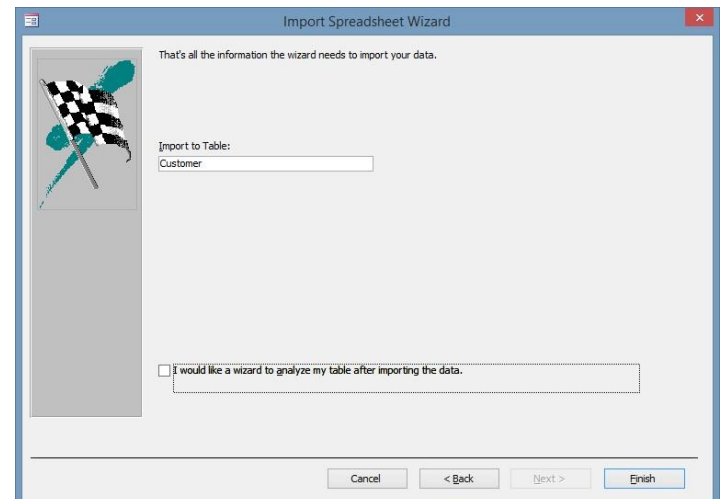 Import Spreadsheet Wizard
That's all the information the wizard needs to import your data.
Import to Table:
Customer
I would like a wizard to analyze my table after importing the data.
Cancel
< Back
Next >
Finish